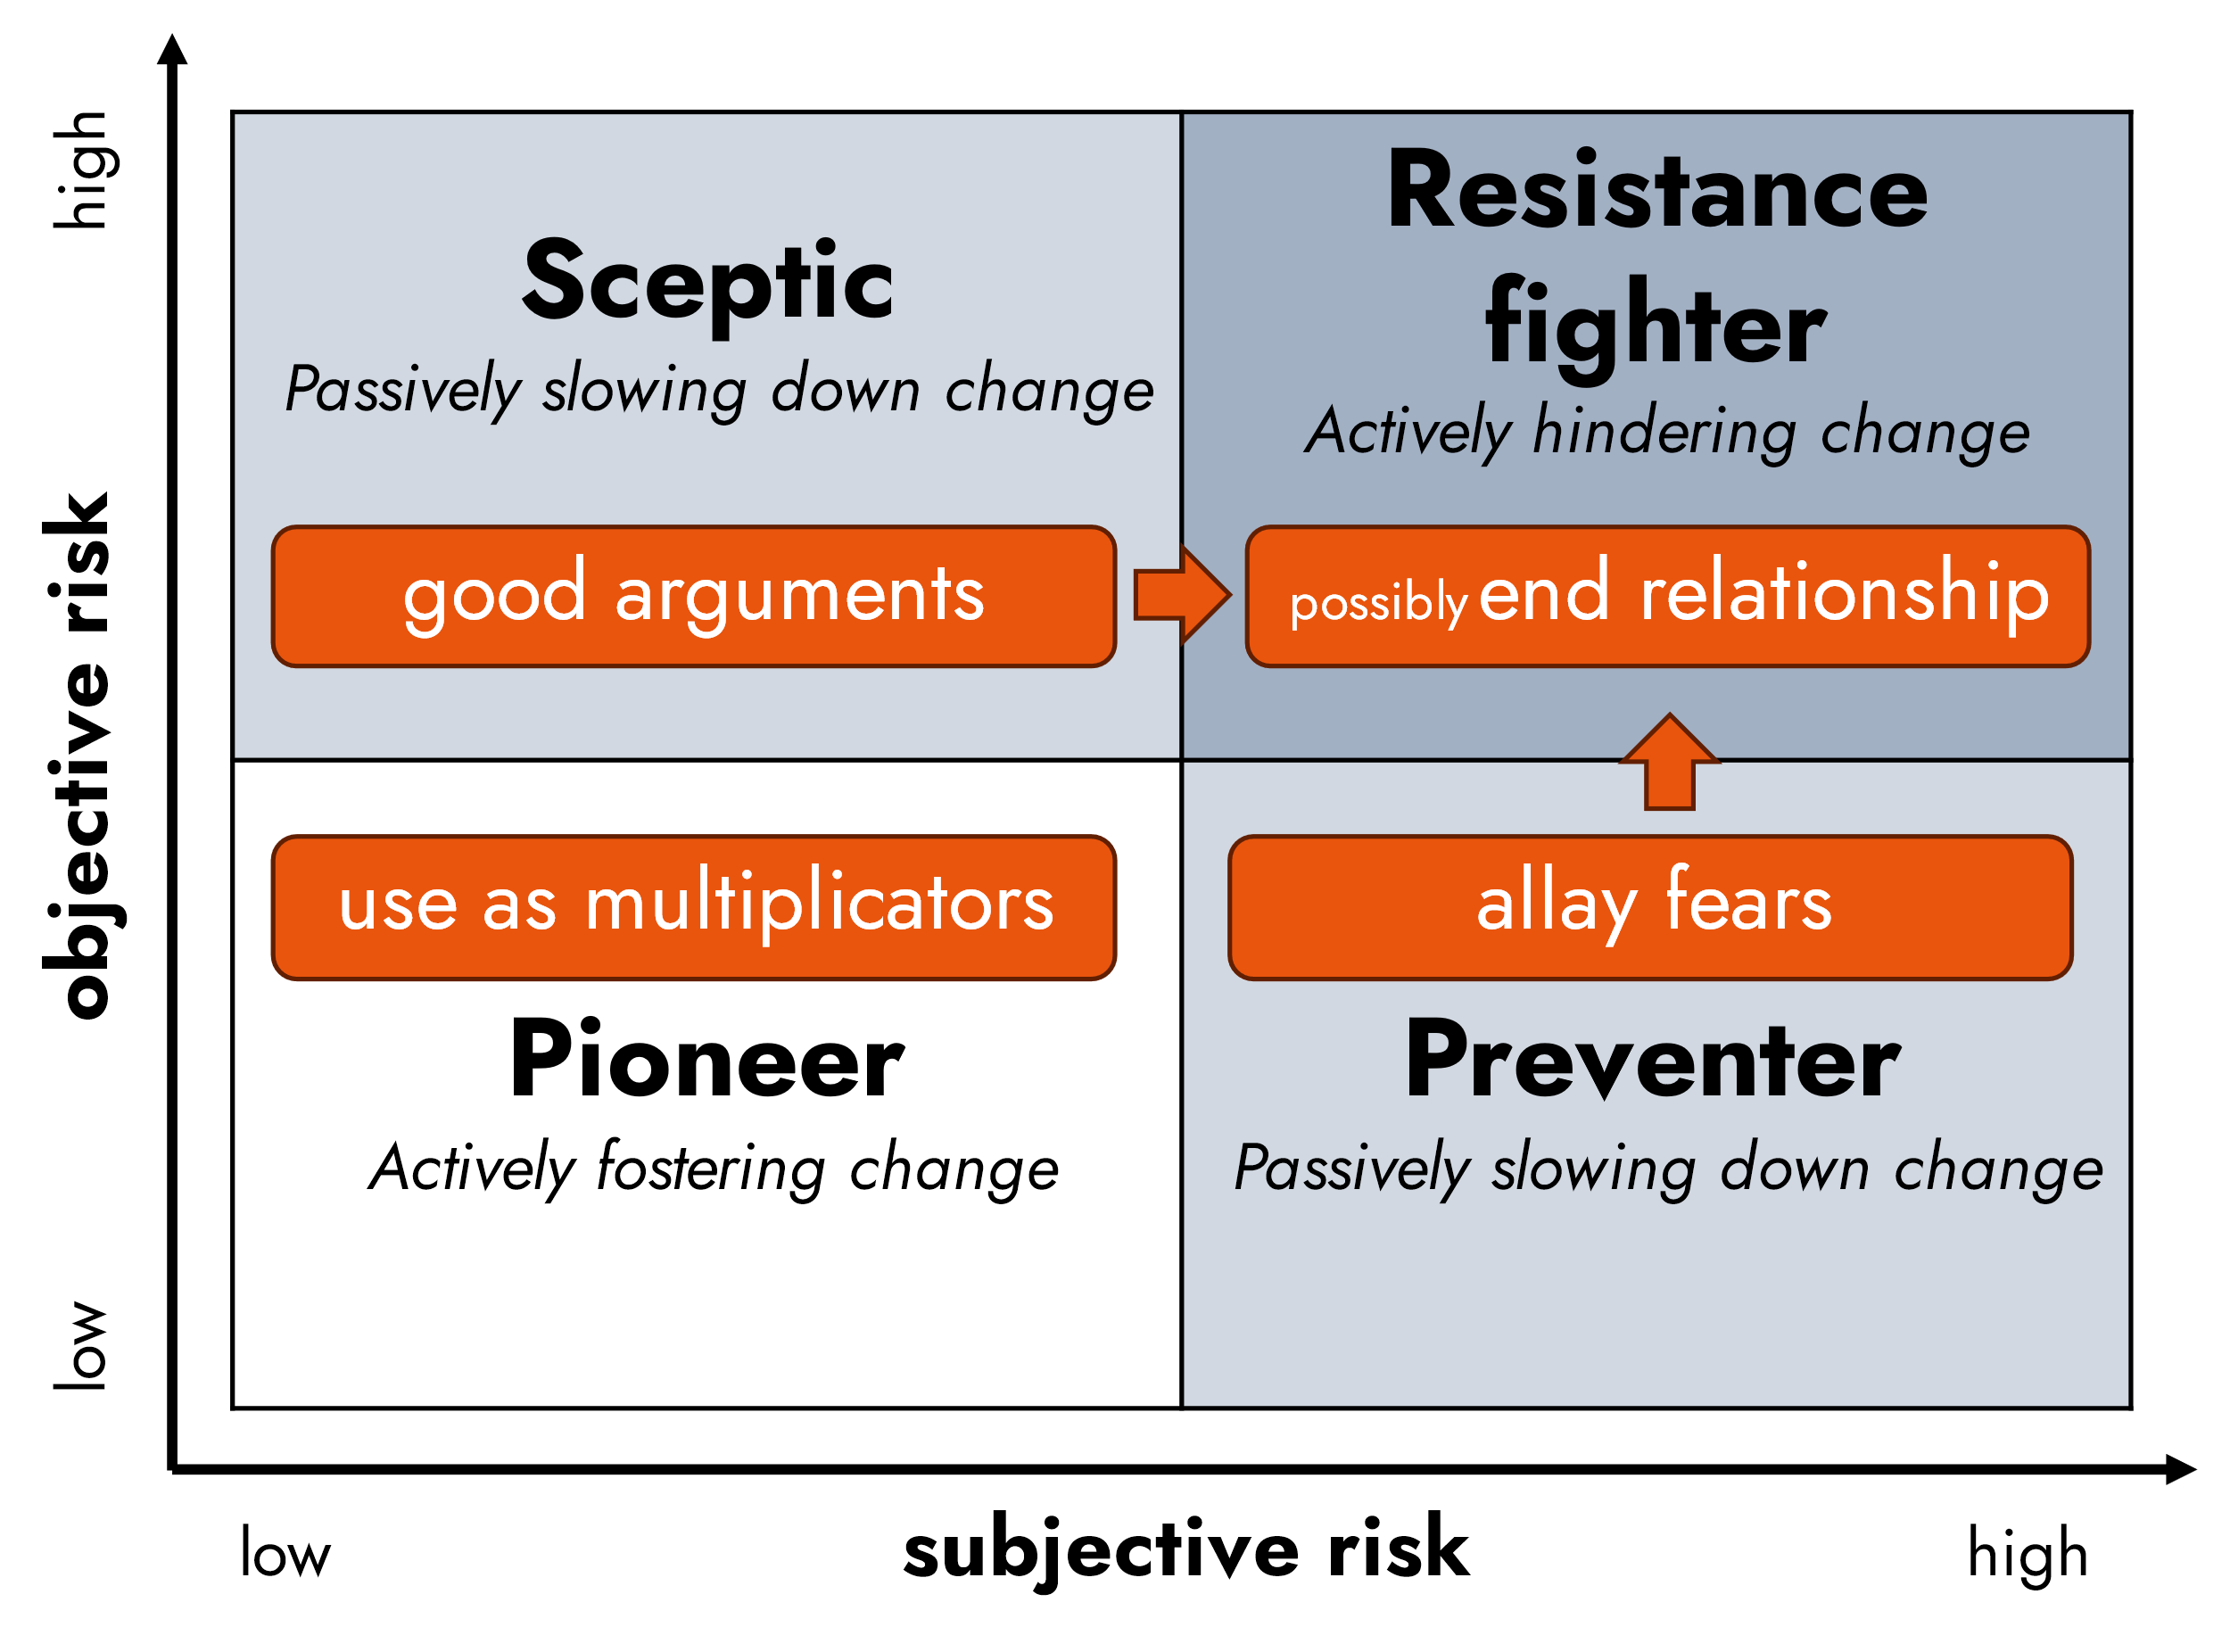 high
objective risk
low
Sceptic
Passively slowing down change
good arguments
Resistance
fighter
Actively hindering change
possibly end relationship
use as multiplicators
Pioneer
Actively fostering change
allay fears
Preventer
Passively slowing down change
low
subjective risk
high